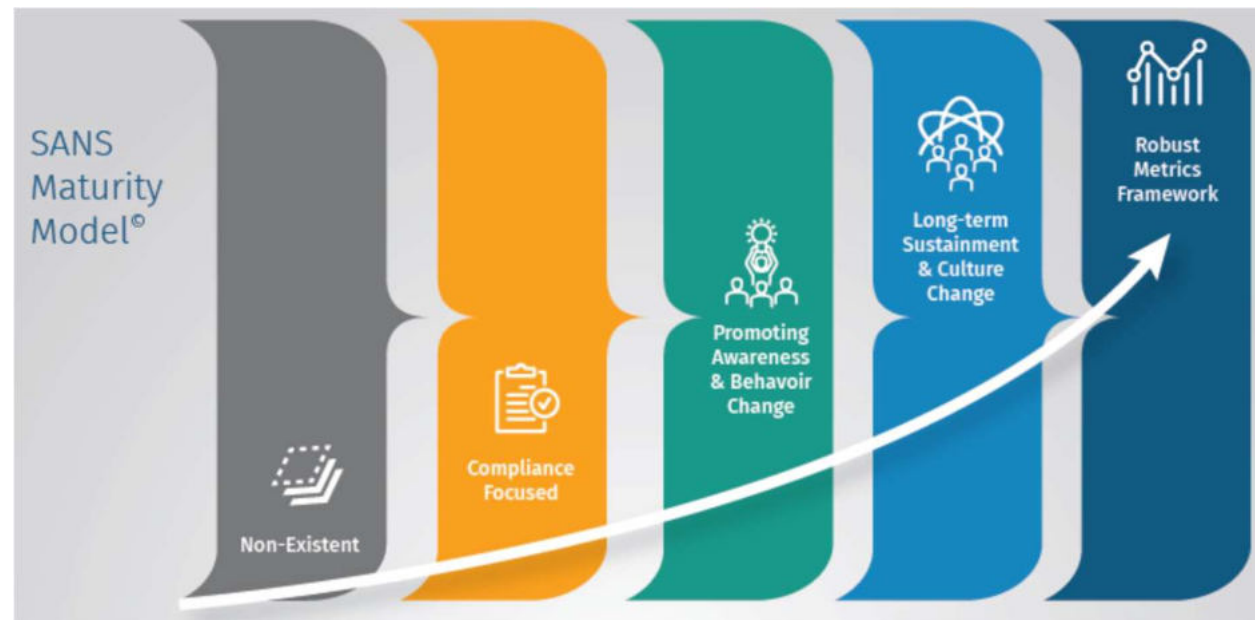 SANS
Maturity
Model©
Non-Existent
Compliance
Focused
Promoting
Awareness
& Behavoir
Change
Long-term
Sustainment
& Culture
Change
Robust
Metrics
Framework